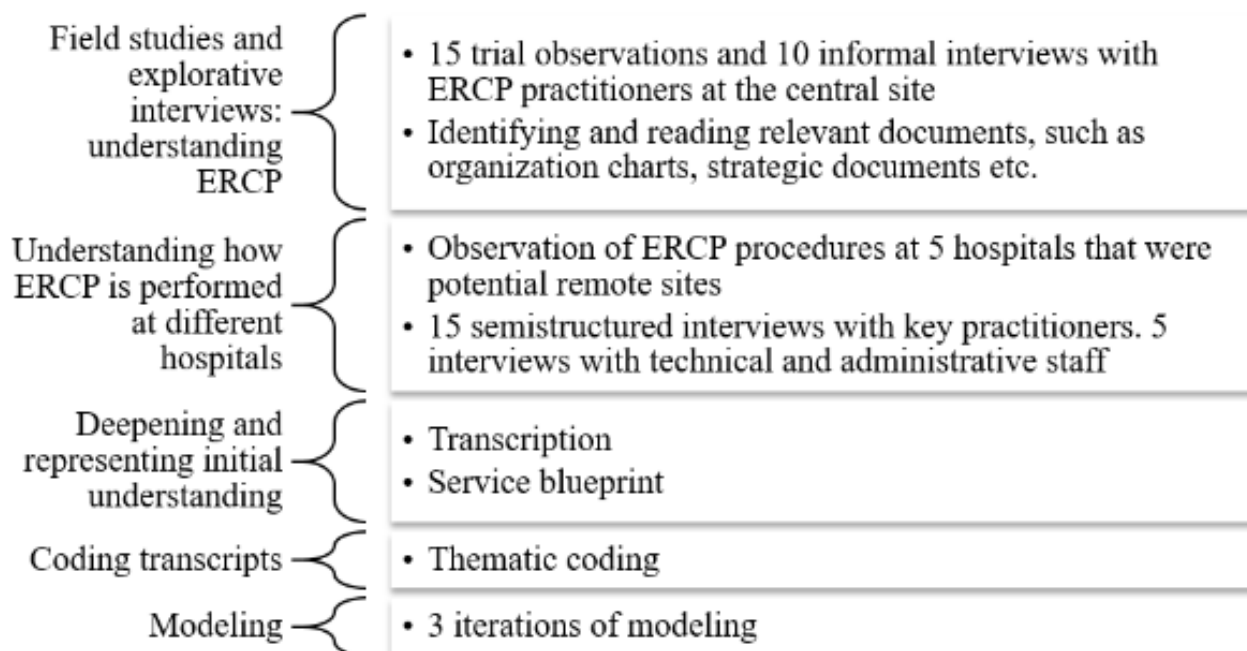 Field studies and
explorative
interviews:
understanding
ERCP
• 15 trial observations and 10 informal interviews with
ERCP practitioners at the central site
• Identifying and reading relevant documents, such as
organization charts, strategic documents etc.
Understanding how
ERCP is performed
at different
hospitals
• Observation of ERCP procedures at 5 hospitals that were
potential remote sites
• 15 semistructured interviews with key practitioners. 5
interviews with technical and administrative staff
Deepening and
representing initial
understanding
• Transcription
• Service blueprint
Coding transcripts
• Thematic coding
Modeling
• 3 iterations of modeling